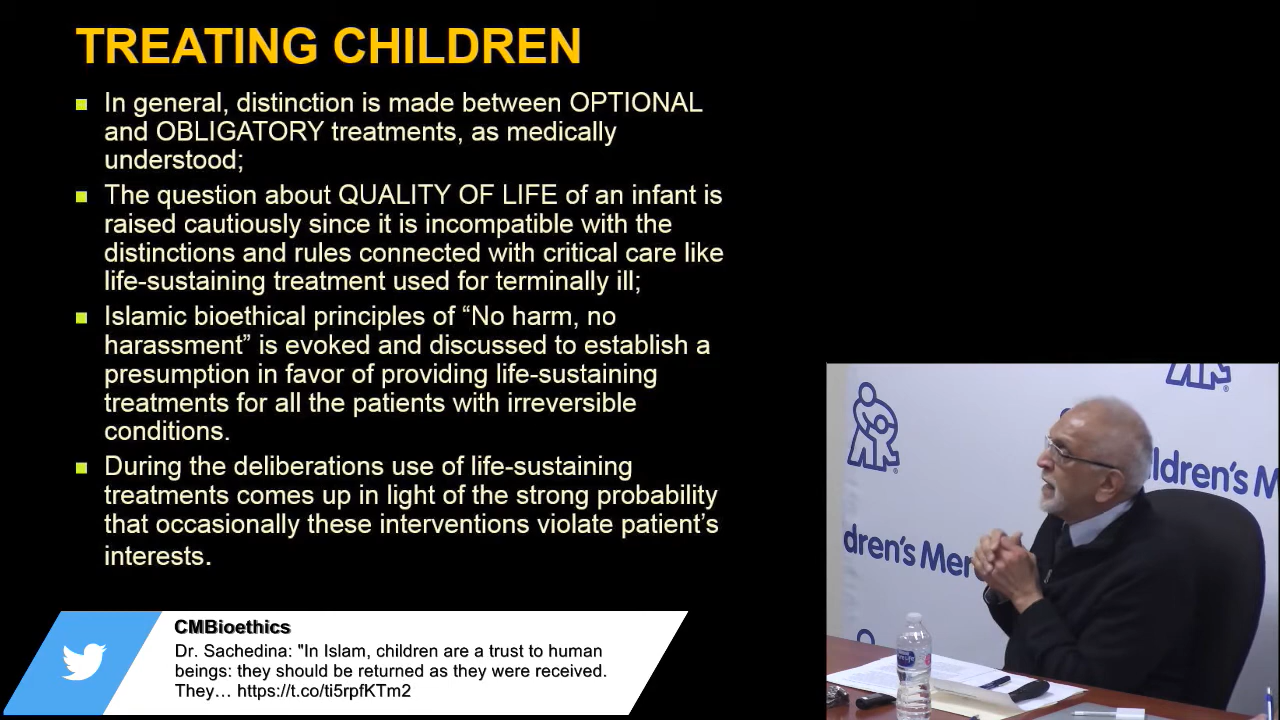 TREATING CHILDREN
In general, distinction is made between OPTIONAL
and OBLIGATORY treatments, as medically
understood;
The question about QUALITY OF LIFE of an infant is
raised cautiously since it is incompatible with the
distinctions and rules connected with critical care like
life-sustaining treatment used for terminally ill;
Islamic bioethical principles of “No harm, no
harassment” is evoked and discussed to establish a
presumption in favor of providing life-sustaining
treatments for all the patients with irreversible
conditions.
During the deliberations use of life-sustaining
treatments comes up in light of the strong probability
that occasionally these interventions violate patient’s
interests.
CMBioethics
Dr. Sachedina: "In Islam, children are a trust to human
beings: they should be returned as they were received.
They… https://t.co/ti5rpfKTm2
ldren's M
dren's Mer